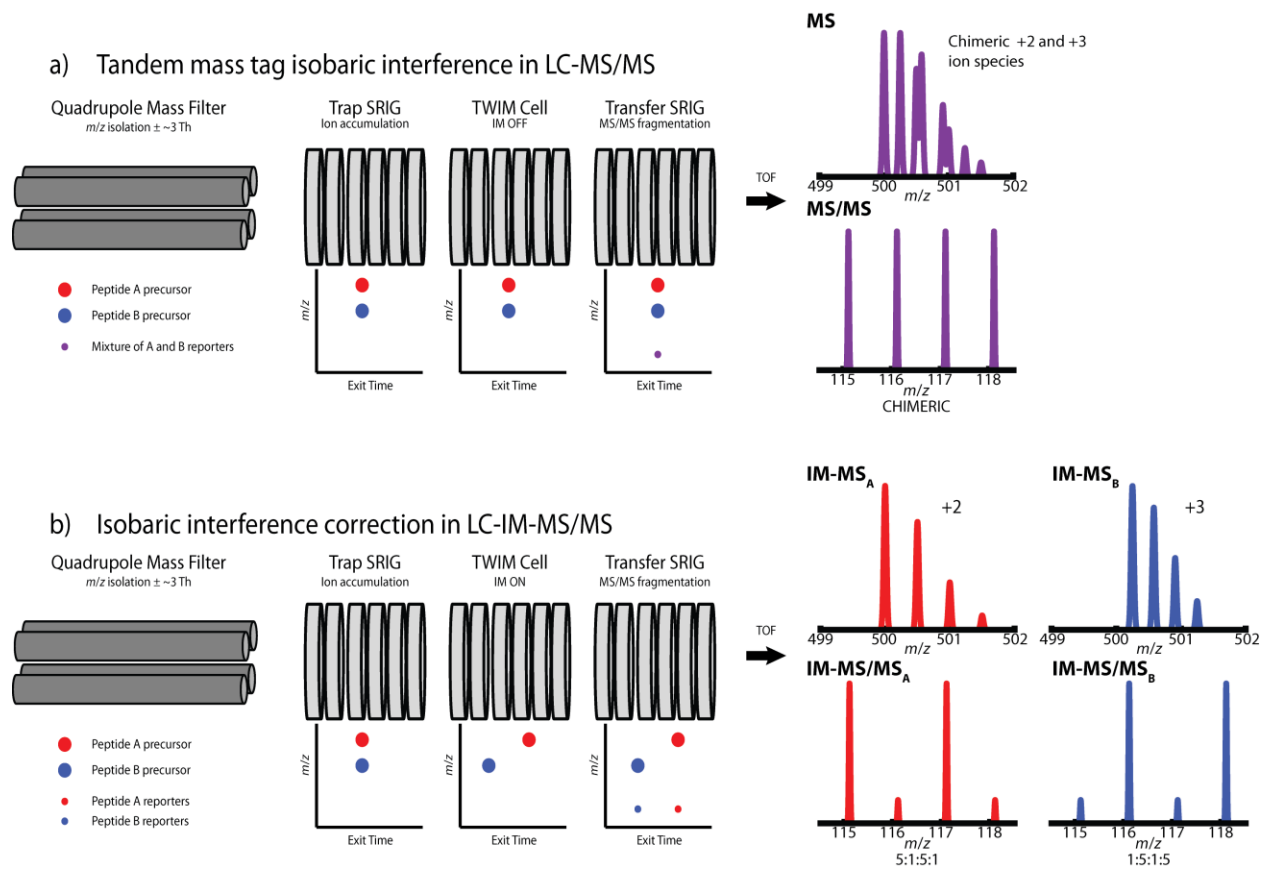 a) Tandem mass tag isobaric interference in LC-MS/MS
Quadrupole Mass Filter
m/z isolation ± ~3 Th
Trap SRIG
Ion accumulation
TWIM Cell
IM OFF
Transfer SRIG
MS/MS fragmentation
Peptide A precursor
Peptide B precursor
Mixture of A and B reporters
m/z
Exit Time
m/z
Exit Time
m/z
Exit Time
TOF
MS
Chimeric +2 and +3
ion species
499 500 501 502
m/z
MS/MS
115 116 117 118
m/z
CHIMERIC
b) Isobaric interference correction in LC-IM-MS/MS
Quadrupole Mass Filter
m/z isolation ± ~3 Th
Trap SRIG
Ion accumulation
TWIM Cell
IM ON
Transfer SRIG
MS/MS fragmentation
Peptide A precursor
Peptide B precursor
Peptide A reporters
Peptide B reporters
m/z
Exit Time
m/z
Exit Time
m/z
Exit Time
TOF
IM-MSA
+2
499 500 501 502
m/z
IM-MSB
+3
499 500 501 502
m/z
IM-MS/MSA
115 116 117 118
m/z
5:1:5:1
IM-MS/MSB
115 116 117 118
m/z
1:5:1:5